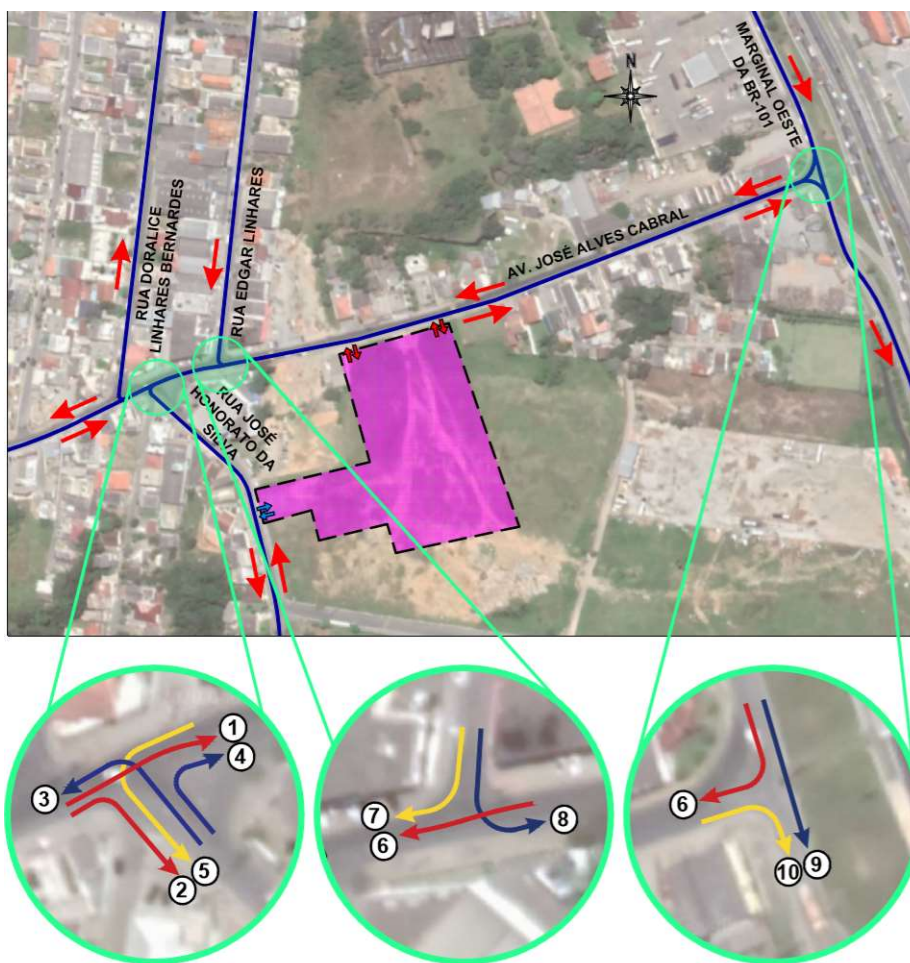 N
MARGINAL OESTE
DA BR-101
RUA DORALICE
LINHARES BERNARDES
RUA EDGAR LINHARES
AV. JOSÉ ALVES CABRAL
RUA JOSÉ
HONORATO DA
SILVA
1
4
3
5
2
7
6
8
6
10
9